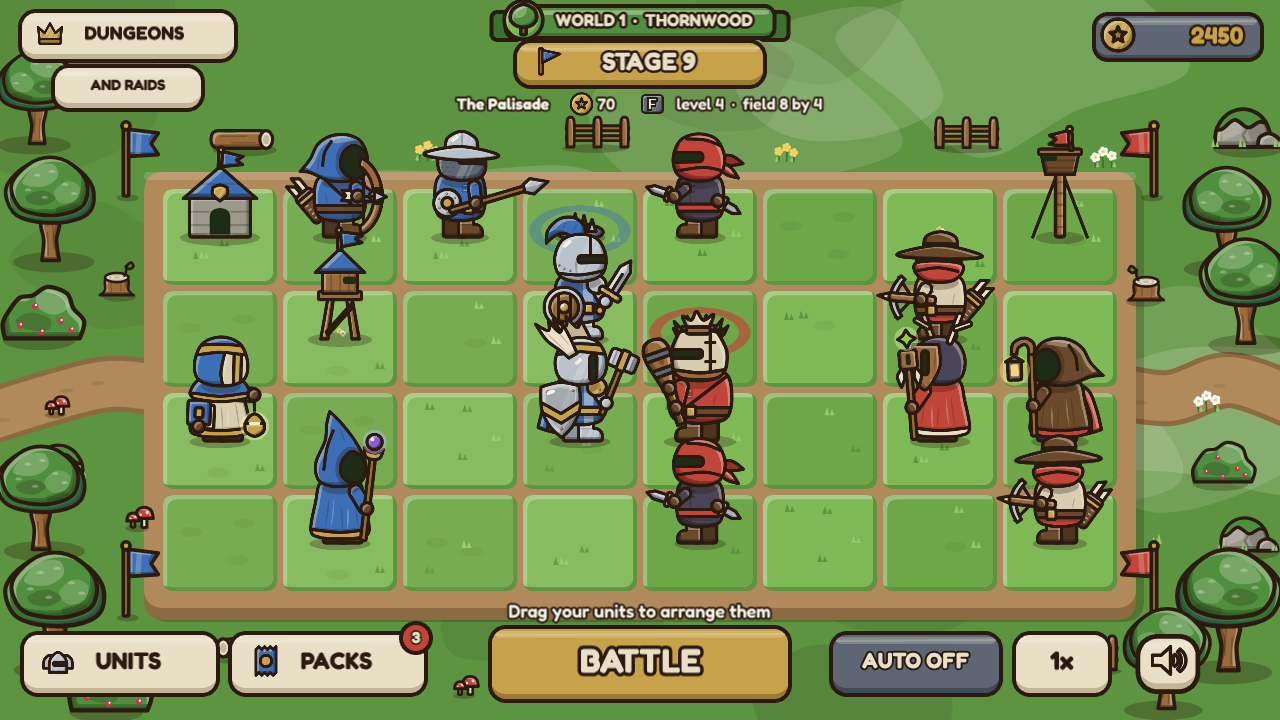 DUNGEONS
AND RAIDS
WORLD 1 · THORNWOOD
STAGE 9
The Palisade 70 F level 4 · field 8 by 4
2450
Drag your units to arrange them
UNITS
PACKS
3
BATTLE
AUTO OFF
1x